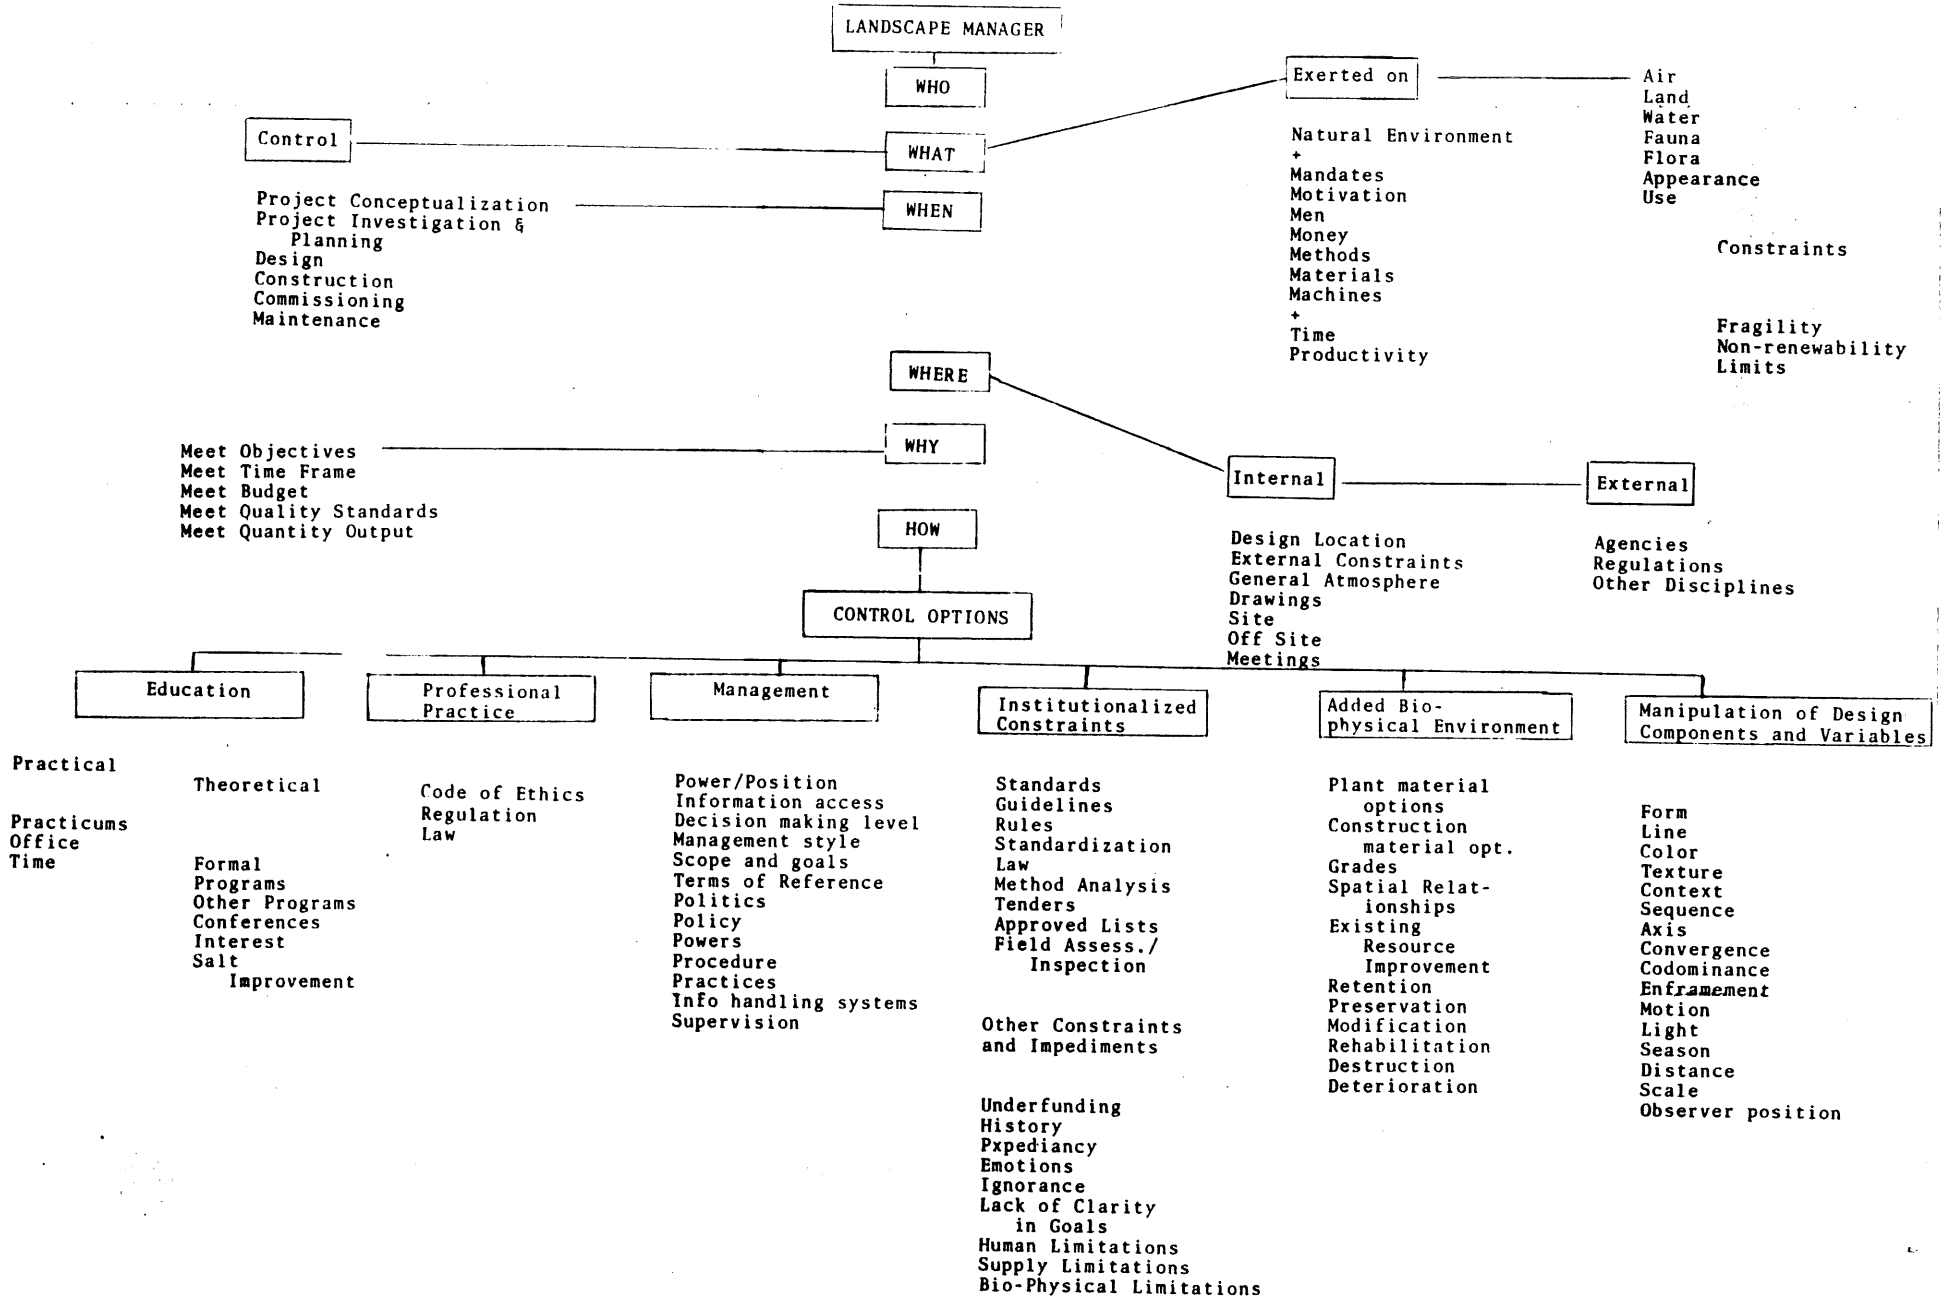 LANDSCAPE MANAGER
WHO
WHAT
WHEN
Control
Project Conceptualization
Project Investigation &
Planning
Design
Construction
Commissioning
Maintenance
Exerted on
Natural Environment
+
Mandates
Motivation
Men
Money
Methods
Materials
Machines
+
Time
Productivity
Air
Land
Water
Fauna
Flora
Appearance
Use
Constraints
Fragility
Non-renewability
Limits
WHERE
WHY
Meet Objectives
Meet Time Frame
Meet Budget
Meet Quality Standards
Meet Quantity Output
Internal
Design Location
External Constraints
General Atmosphere
Drawings
Site
Off Site
Meetings
External
Agencies
Regulations
Other Disciplines
HOW
CONTROL OPTIONS
Education
Practical
Practicums
Office
Time
Theoretical
Formal
Programs
Other Programs
Conferences
Interest
Salt
Improvement
Professional
Practice
Code of Ethics
Regulation
Law
Management
Power/Position
Information access
Decision making level
Management style
Scope and goals
Terms of Reference
Politics
Policy
Powers
Procedure
Practices
Info handling systems
Supervision
Institutionalized
Constraints
Standards
Guidelines
Rules
Standardization
Law
Method Analysis
Tenders
Approved Lists
Field Assess./
Inspection
Other Constraints
and Impediments
Underfunding
History
Pxpediancy
Emotions
Ignorance
Lack of Clarity
in Goals
Human Limitations
Supply Limitations
Bio-Physical Limitations
Added Bio-
physical Environment
Plant material
options
Construction
material opt.
Grades
Spatial Relat-
ionships
Existing
Resource
Improvement
Retention
Preservation
Modification
Rehabilitation
Destruction
Deterioration
Manipulation of Design
Components and Variables
Form
Line
Color
Texture
Context
Sequence
Axis
Convergence
Codominance
Enframement
Motion
Light
Season
Distance
Scale
Observer position